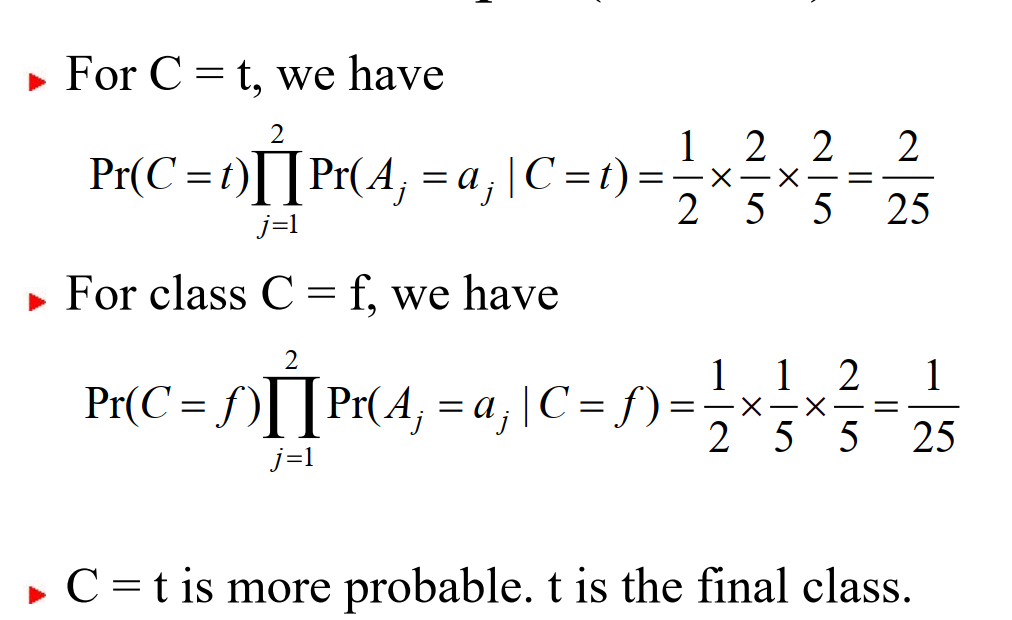 For C = t, we have
Pr(C = t) ∏_{j=1}^{2} Pr(A_j = a_j | C = t) = 1/2 × 2/5 × 2/5 = 2/25
For class C = f, we have
Pr(C = f) ∏_{j=1}^{2} Pr(A_j = a_j | C = f) = 1/2 × 1/5 × 2/5 = 1/25
C = t is more probable. t is the final class.